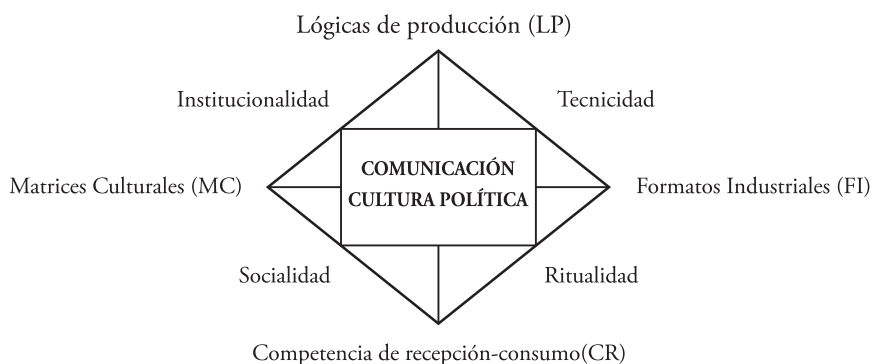 Lógicas de producción (LP)
Institucionalidad
Tecnicidad
COMUNICACIÓN
CULTURA POLÍTICA
Matrices Culturales (MC)
Formatos Industriales (FI)
Socialidad
Ritualidad
Competencia de recepción-consumo(CR)